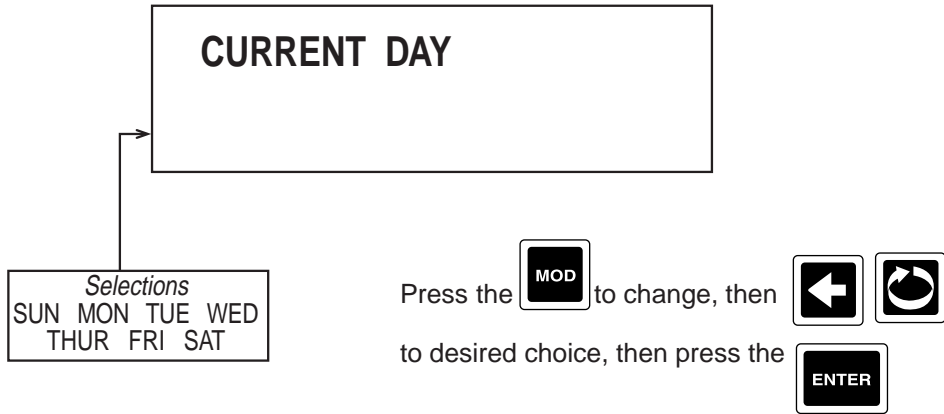 CURRENT DAY
Selections
SUN MON TUE WED
THUR FRI SAT
Press the MOD to change, then
to desired choice, then press the ENTER